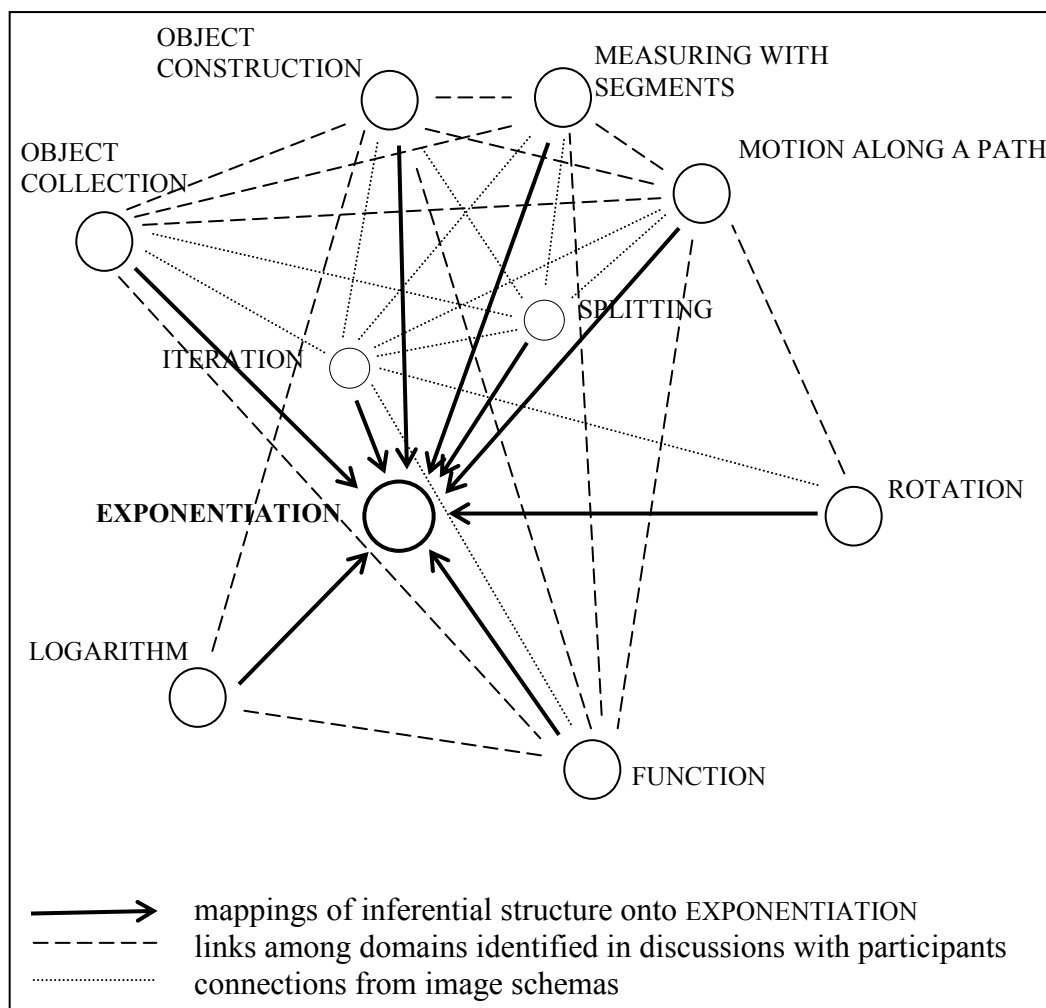 OBJECT
CONSTRUCTION
MEASURING WITH
SEGMENTS
OBJECT
COLLECTION
MOTION ALONG A PATH
SPLITTING
ITERATION
EXPONENTIATION
ROTATION
LOGARITHM
FUNCTION
mappings of inferential structure onto EXPONENTIATION
links among domains identified in discussions with participants
connections from image schemas